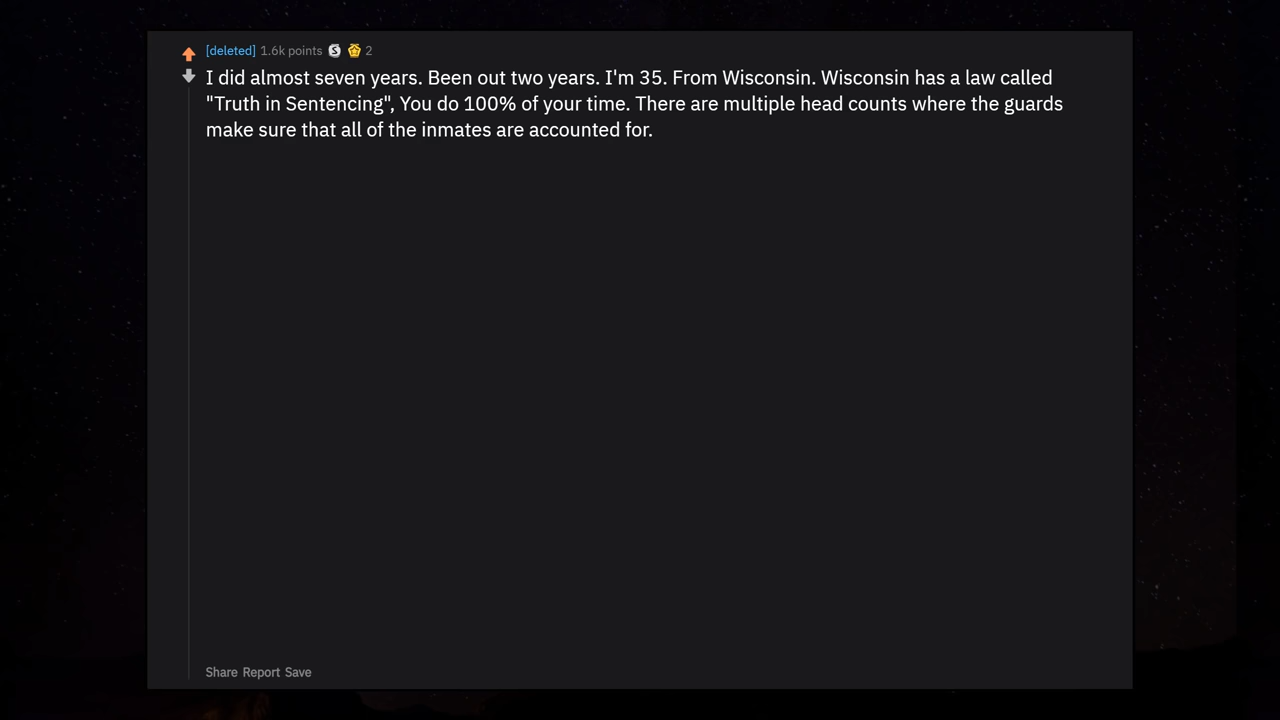 [deleted] 1.6k points 2
I did almost seven years. Been out two years. I'm 35. From Wisconsin. Wisconsin has a law called
"Truth in Sentencing", You do 100% of your time. There are multiple head counts where the guards
make sure that all of the inmates are accounted for.
Share Report Save